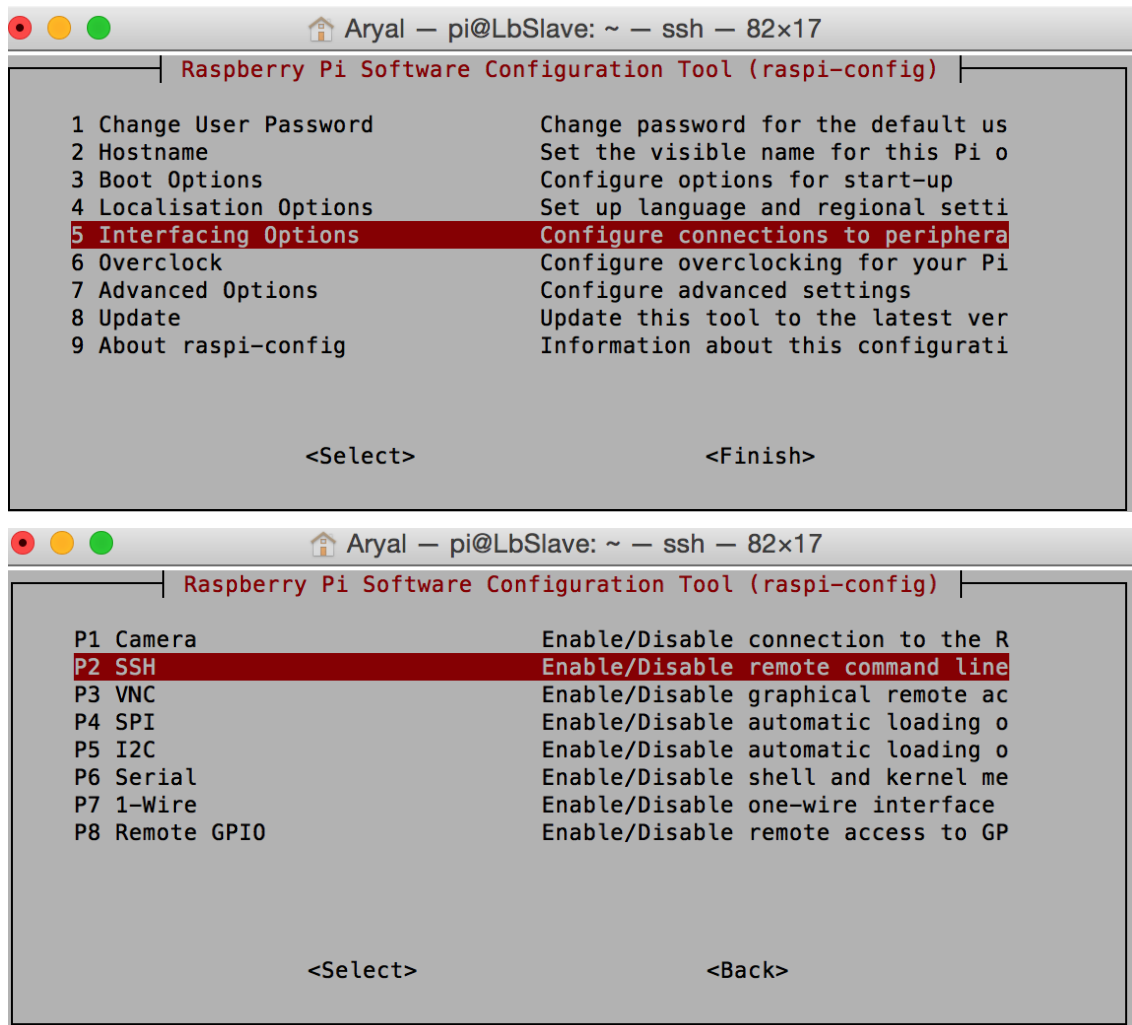 Aryal — pi@LbSlave: ~ — ssh — 82×17
Raspberry Pi Software Configuration Tool (raspi-config)
1 Change User Password Change password for the default us
2 Hostname Set the visible name for this Pi o
3 Boot Options Configure options for start-up
4 Localisation Options Set up language and regional setti
5 Interfacing Options Configure connections to periphera
6 Overclock Configure overclocking for your Pi
7 Advanced Options Configure advanced settings
8 Update Update this tool to the latest ver
9 About raspi-config Information about this configurati
<Select> <Finish>
Aryal — pi@LbSlave: ~ — ssh — 82×17
Raspberry Pi Software Configuration Tool (raspi-config)
P1 Camera Enable/Disable connection to the R
P2 SSH Enable/Disable remote command line
P3 VNC Enable/Disable graphical remote ac
P4 SPI Enable/Disable automatic loading o
P5 I2C Enable/Disable automatic loading o
P6 Serial Enable/Disable shell and kernel me
P7 1-Wire Enable/Disable one-wire interface
P8 Remote GPIO Enable/Disable remote access to GP
<Select> <Back>